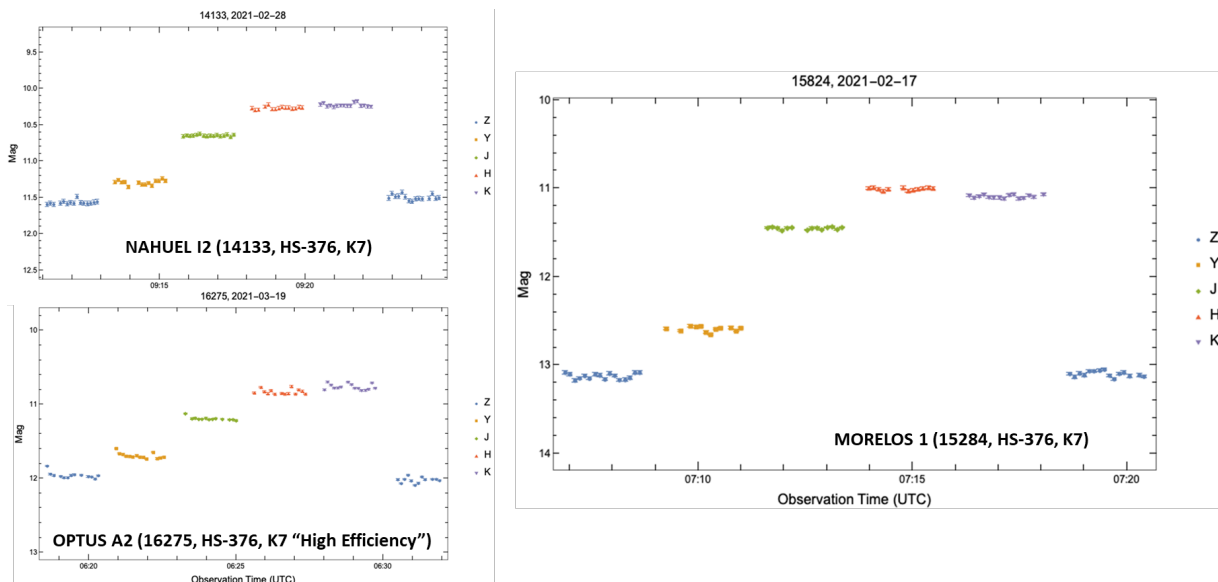 14133, 2021-02-28
Mag
9.5
10.0
10.5
11.0
11.5
12.0
12.5
09:15
09:20
Z
Y
J
H
K
NAHUEL I2 (14133, HS-376, K7)
16275, 2021-03-19
Mag
10
11
12
13
06:20
06:25
06:30
Observation Time (UTC)
Z
Y
J
H
K
OPTUS A2 (16275, HS-376, K7 “High Efficiency”)
15824, 2021-02-17
Mag
10
11
12
13
14
07:10
07:15
07:20
Observation Time (UTC)
Z
Y
J
H
K
MORELOS 1 (15284, HS-376, K7)